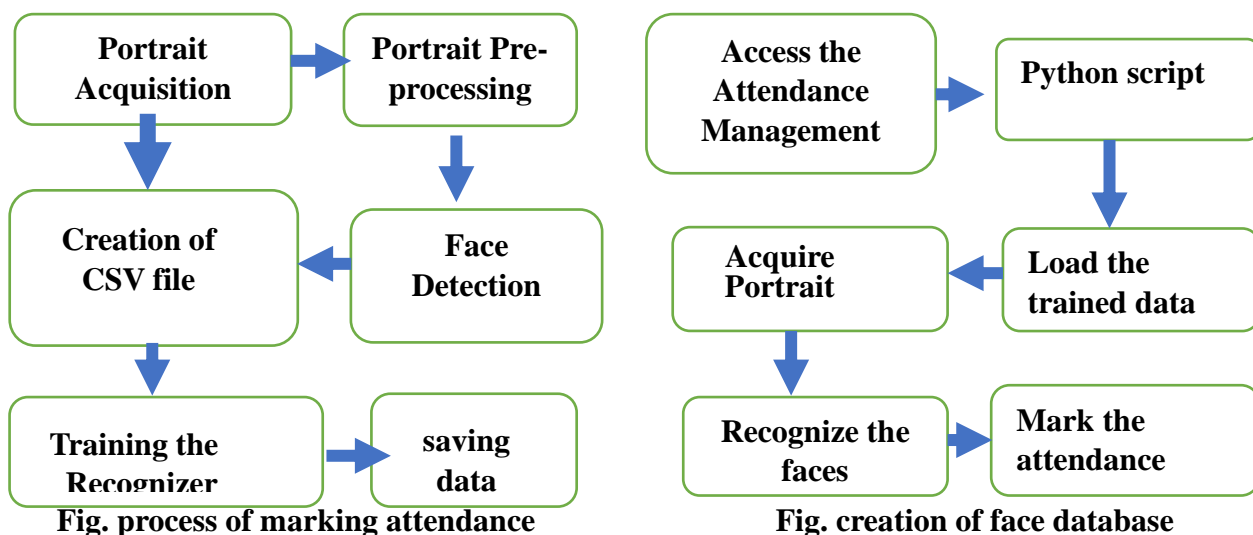 Portrait
Acquisition
Portrait Pre-
processing
Creation of
CSV file
Face
Detection
Training the
Recognizer
saving
data
Fig. process of marking attendance
Access the
Attendance
Management
Python script
Acquire
Portrait
Load the
trained data
Recognize the
faces
Mark the
attendance
Fig. creation of face database